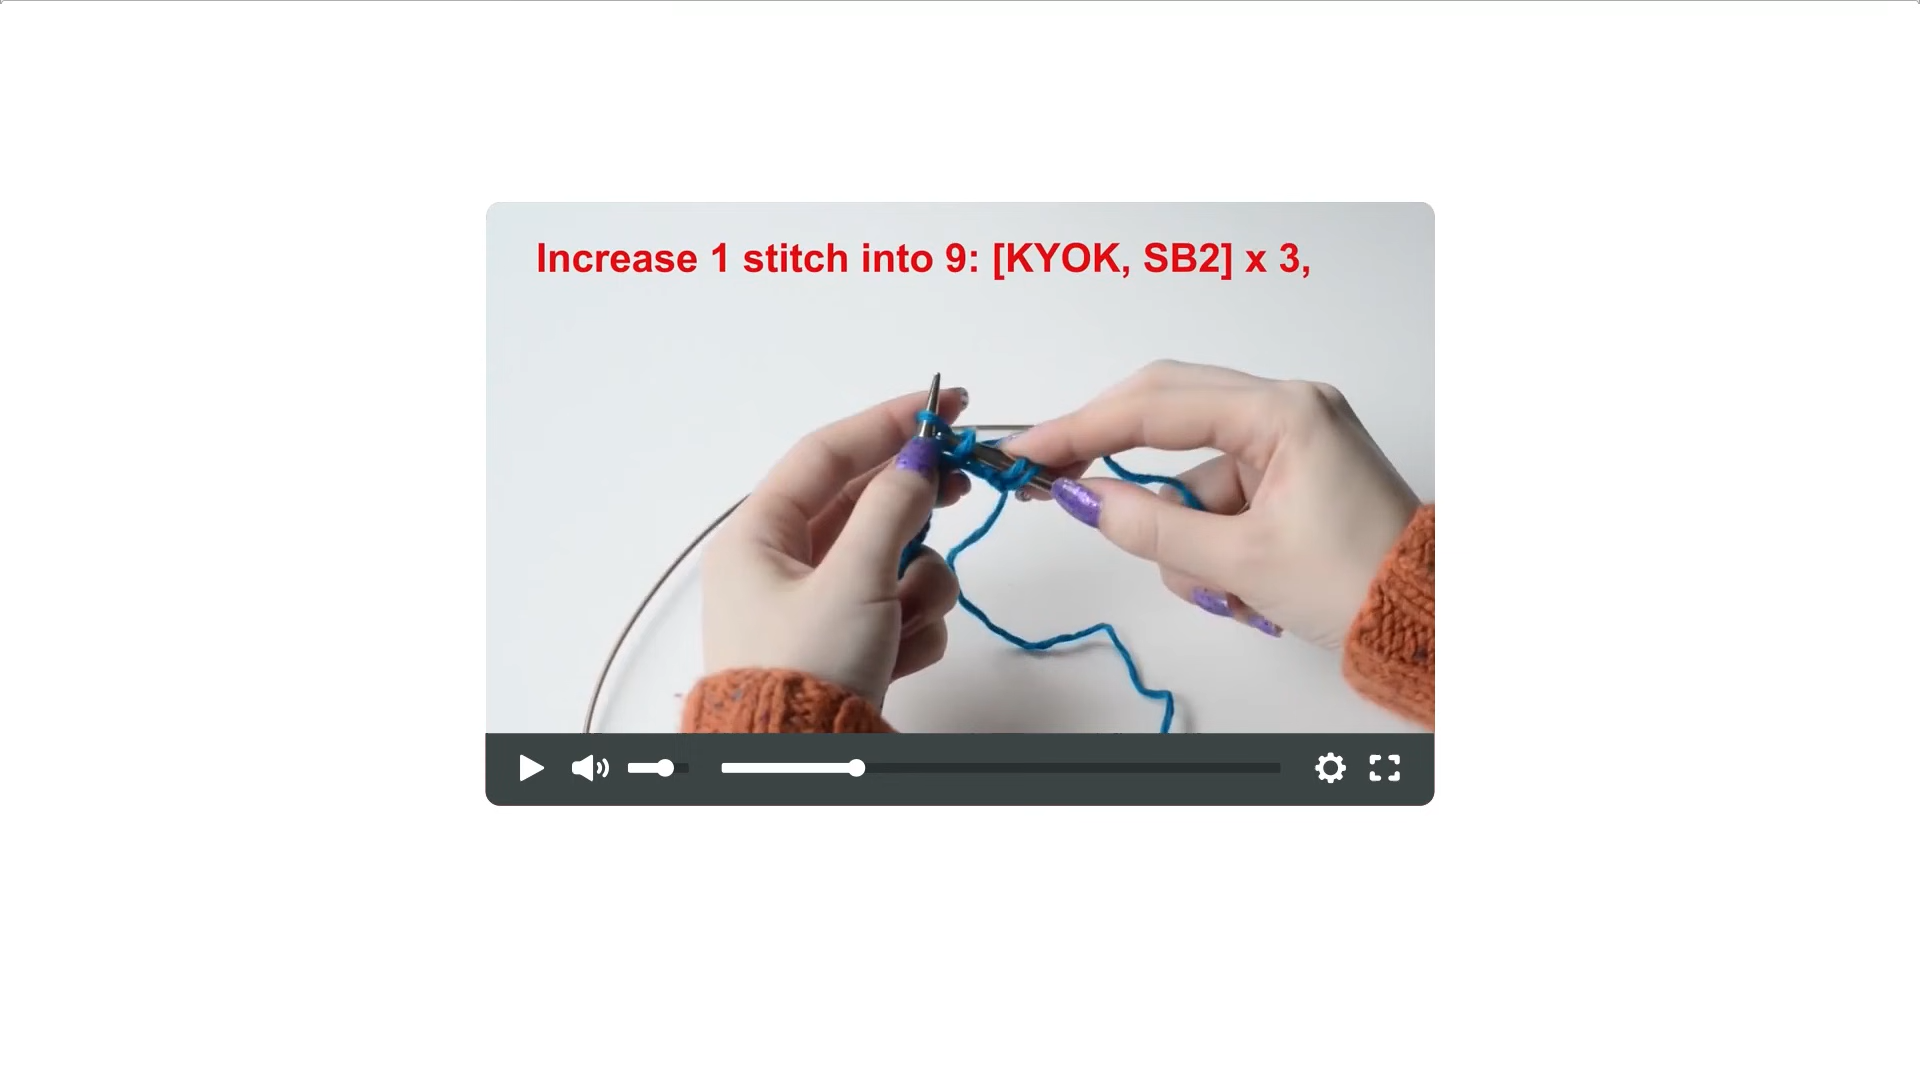 Increase 1 stitch into 9: [KYOK, SB2] x 3,